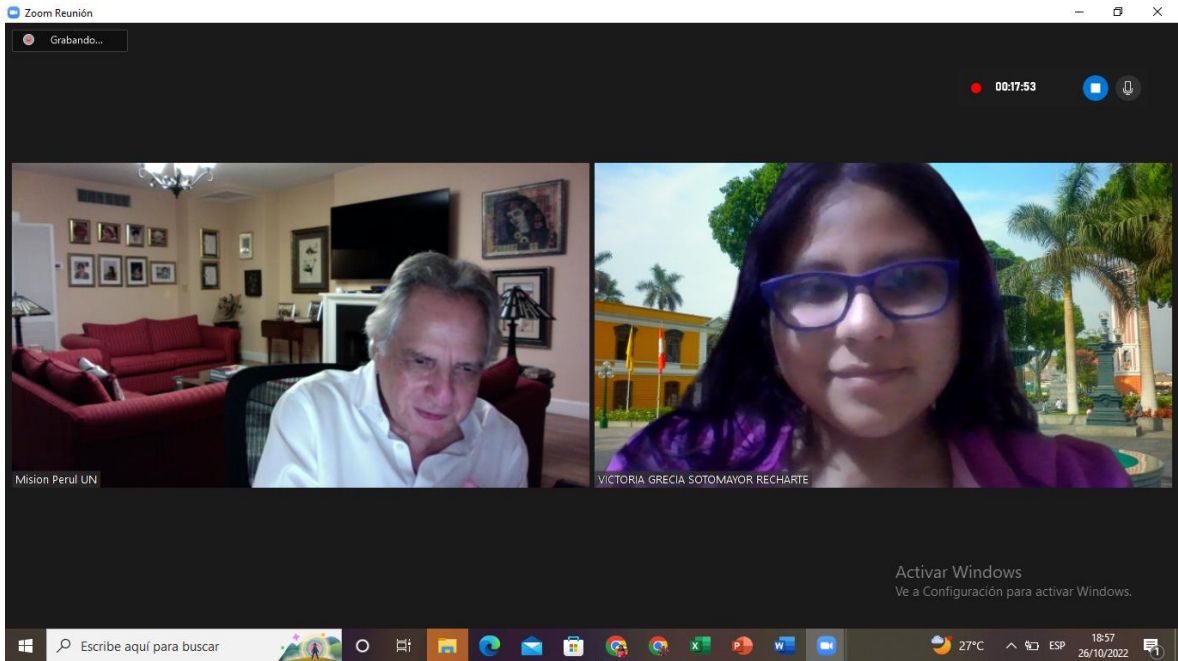 Zoom Reunión
Grabando...
00:17:53
Mision Perul UN
VICTORIA GRECIA SOTOMAYOR RECHARTE
Activar Windows
Ve a Configuración para activar Windows.
Escribe aquí para buscar
27°C
ESP
18:57
26/10/2022
1